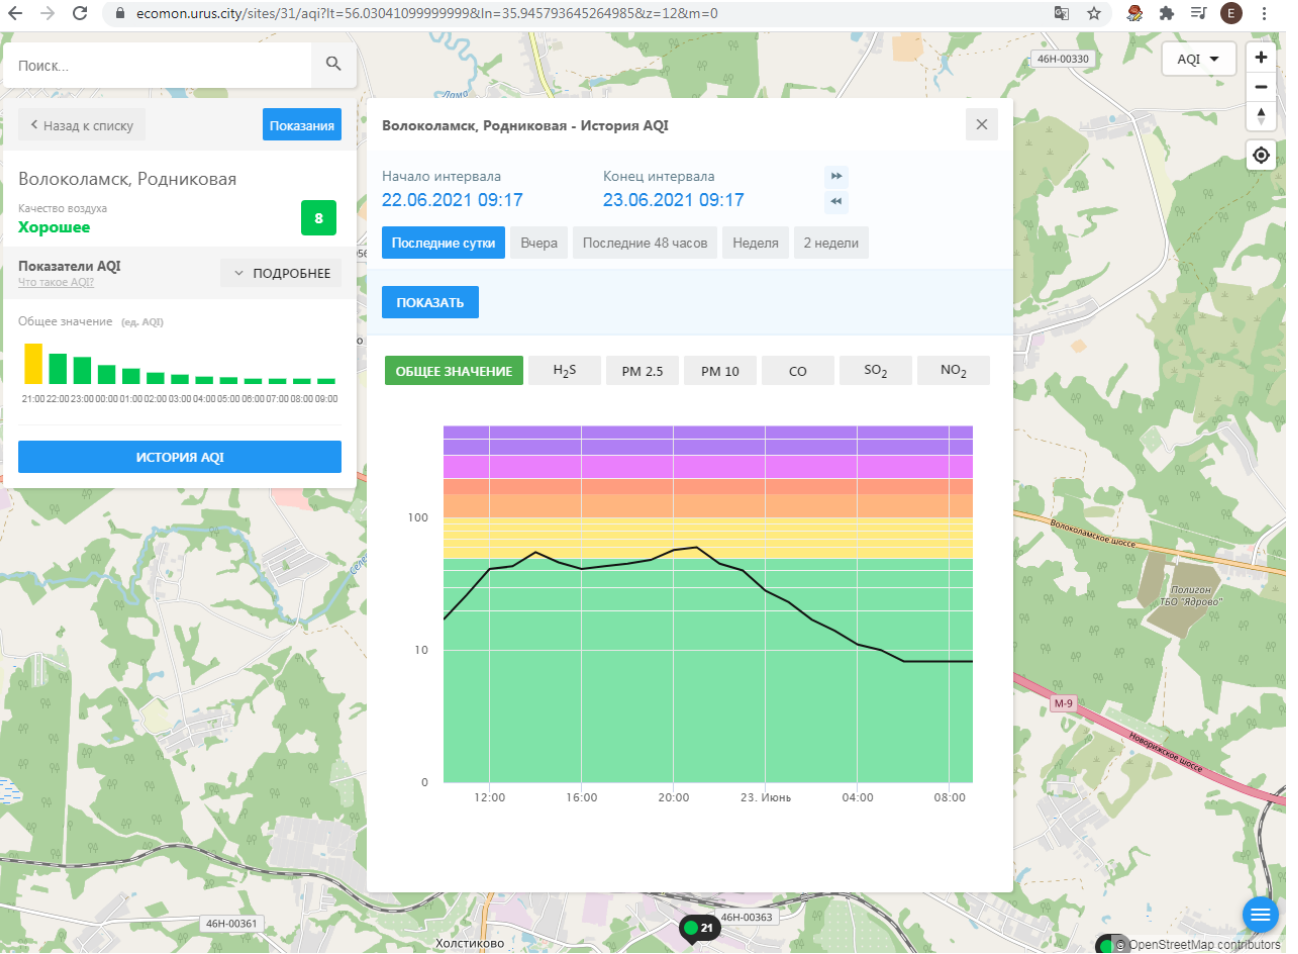 ecomon.urus.city/sites/31/aqi?lt=56.03041099999999&ln=35.945793645264985&z=12&m=0
E
Поиск...
46Н-00330
AQI
Назад к списку
Показания
Волоколамск, Родниковая
Качество воздуха
Хорошее
8
Показатели AQI
Что такое AQI?
ПОДРОБНЕЕ
Общее значение (ед. AQI)
21:00 22:00 23:00 00:00 01:00 02:00 03:00 04:00 05:00 06:00 07:00 08:00 09:00
ИСТОРИЯ AQI
Волоколамск, Родниковая - История AQI
Начало интервала
Конец интервала
22.06.2021 09:17
23.06.2021 09:17
Последние сутки
Вчера
Последние 48 часов
Неделя
2 недели
ПОКАЗАТЬ
ОБЩЕЕ ЗНАЧЕНИЕ
H2S
PM 2.5
PM 10
CO
SO2
NO2
100
10
0
12:00 16:00 20:00 23. Июнь 04:00 08:00
Волоколамское шоссе
Полигон
ТБО "Ядрово"
М-9
Новорижское шоссе
46Н-00361
46Н-00363
21
Холстиково
© OpenStreetMap contributors